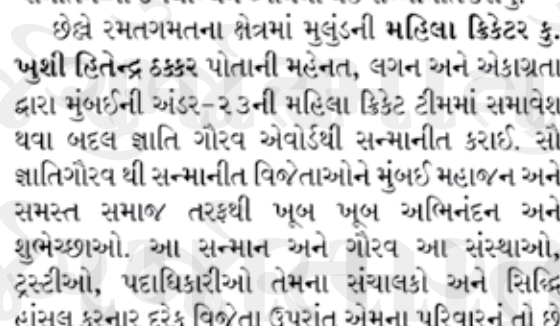 છેલ્લે રમતગમતના ક્ષેત્રમાં મુલુંડની મહિલા ક્રિકેટર કુ.
ખુશી હિતેન્દ્ર ઠક્કર પોતાની મહેનત, લગન અને એકાગ્રતા
દ્વારા મુંબઈની અંડર-૨૩ની મહિલા ક્રિકેટ ટીમમાં સમાવેશ
થવા બદલ જ્ઞાતિ ગૌરવ એવોર્ડથી સન્માનીત કરાઈ. સૌ
જ્ઞાતિગૌરવ થી સન્માનીત વિજેતાઓને મુંબઈ મહાજન અને
સમસ્ત સમાજ તરફથી ખૂબ ખૂબ અભિનંદન અને
શુભેચ્છાઓ. આ સન્માન અને ગૌરવ આ સંસ્થાઓ,
ટ્રસ્ટીઓ, પદાધિકારીઓ તેમના સંચાલકો અને સિદ્ધિ
હાંસલ કરનાર દરેક વિજેતા ઉપરાંત એમના પરિવારનં તો છે